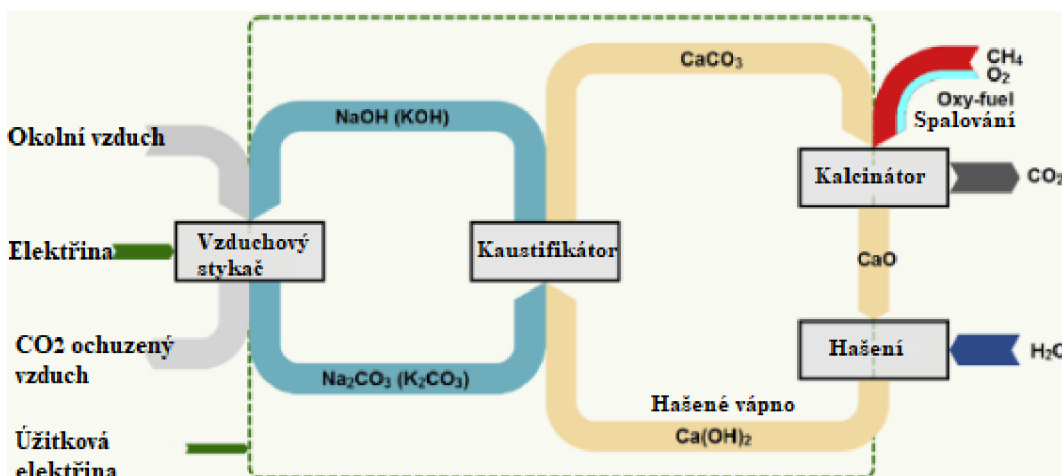 CaCO₃
CH₄
O₂
Oxy-fuel
Spalování
NaOH (KOH)
Okolní vzduch
Kalcinátor
CO₂
Elektřina
Vzduchový
stykač
Kaustifikátor
CaO
CO2 ochuzený
vzduch
Hašení
H₂O
Na₂CO₃ (K₂CO₃)
Hašené vápno
Ca(OH)₂
Úžitková
elektřina